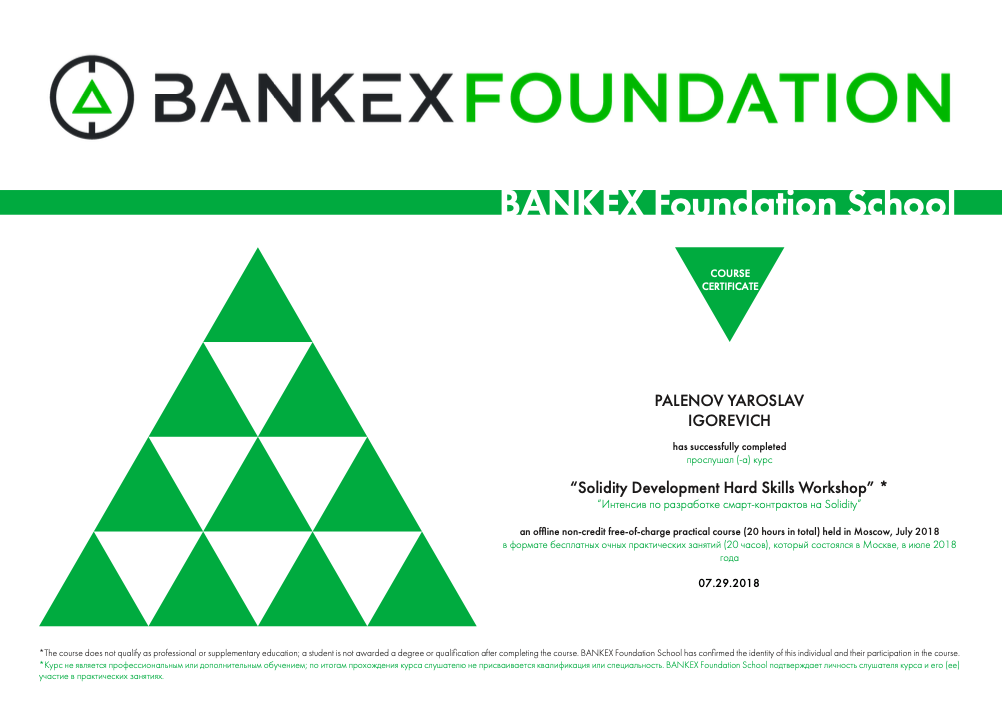 BANKEX FOUNDATION
BANKEX Foundation School
COURSE
CERTIFICATE
PALENOV YAROSLAV
IGOREVICH
has successfully completed
прослушал (-а) курс
“Solidity Development Hard Skills Workshop” *
“Интенсив по разработке смарт-контрактов на Solidity”
an offline non-credit free-of-charge practical course (20 hours in total) held in Moscow, July 2018
в формате бесплатных очных практических занятий (20 часов), который состоялся в Москве, в июле 2018
года
07.29.2018
*The course does not qualify as professional or supplementary education; a student is not awarded a degree or qualification after completing the course. BANKEX Foundation School has confirmed the identity of this individual and their participation in the course.
*Курс не является профессиональным или дополнительным обучением; по итогам прохождения курса слушателю не присваивается квалификация или специальность. BANKEX Foundation School подтверждает личность слушателя курса и его (ее)
участие в практических занятиях.